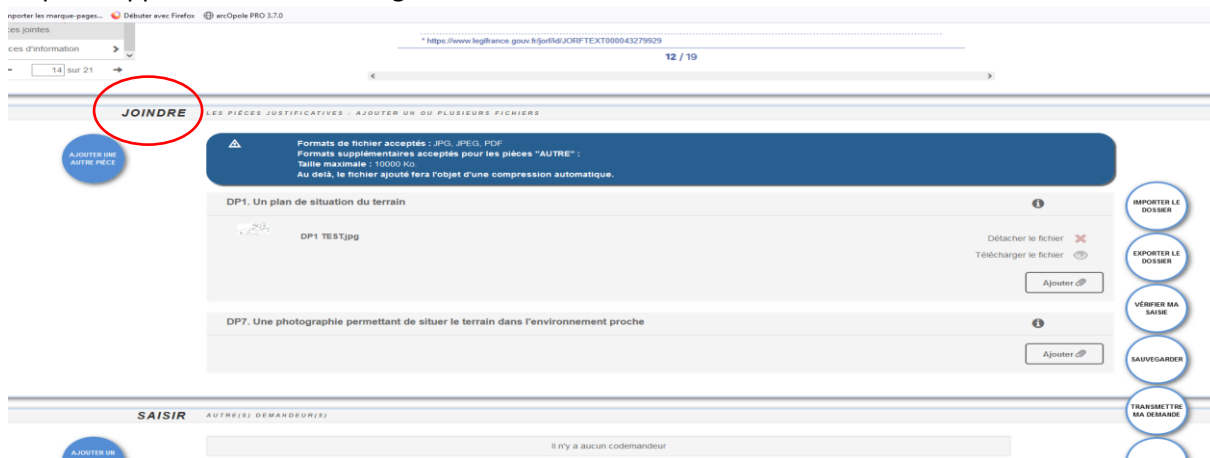 mporter les marque-pages... Débuter avec Firefox arcOpole PRO 3.7.0
ces jointes
ces d'information
14 sur 21
* https://www.legifrance.gouv.fr/jorf/id/JORFTEXT000043279929
12 / 19
JOINDRE LES PIÈCES JUSTIFICATIVES : AJOUTER UN OU PLUSIEURS FICHIERS
AJOUTER UNE
AUTRE PIÈCE
Formats de fichier acceptés : JPG, JPEG, PDF
Formats supplémentaires acceptés pour les pièces "AUTRE" :
Taille maximale : 10000 Ko.
Au delà, le fichier ajouté fera l'objet d'une compression automatique.
DP1. Un plan de situation du terrain
DP1 TEST.jpg
Détacher le fichier
Télécharger le fichier
Ajouter
DP7. Une photographie permettant de situer le terrain dans l'environnement proche
Ajouter
IMPORTER LE
DOSSIER
EXPORTER LE
DOSSIER
VÉRIFIER MA
SAISIE
SAUVEGARDER
TRANSMETTRE
MA DEMANDE
SAISIR AUTRE(S) DEMANDEUR(S)
Il n'y a aucun codemandeur
AJOUTER UN